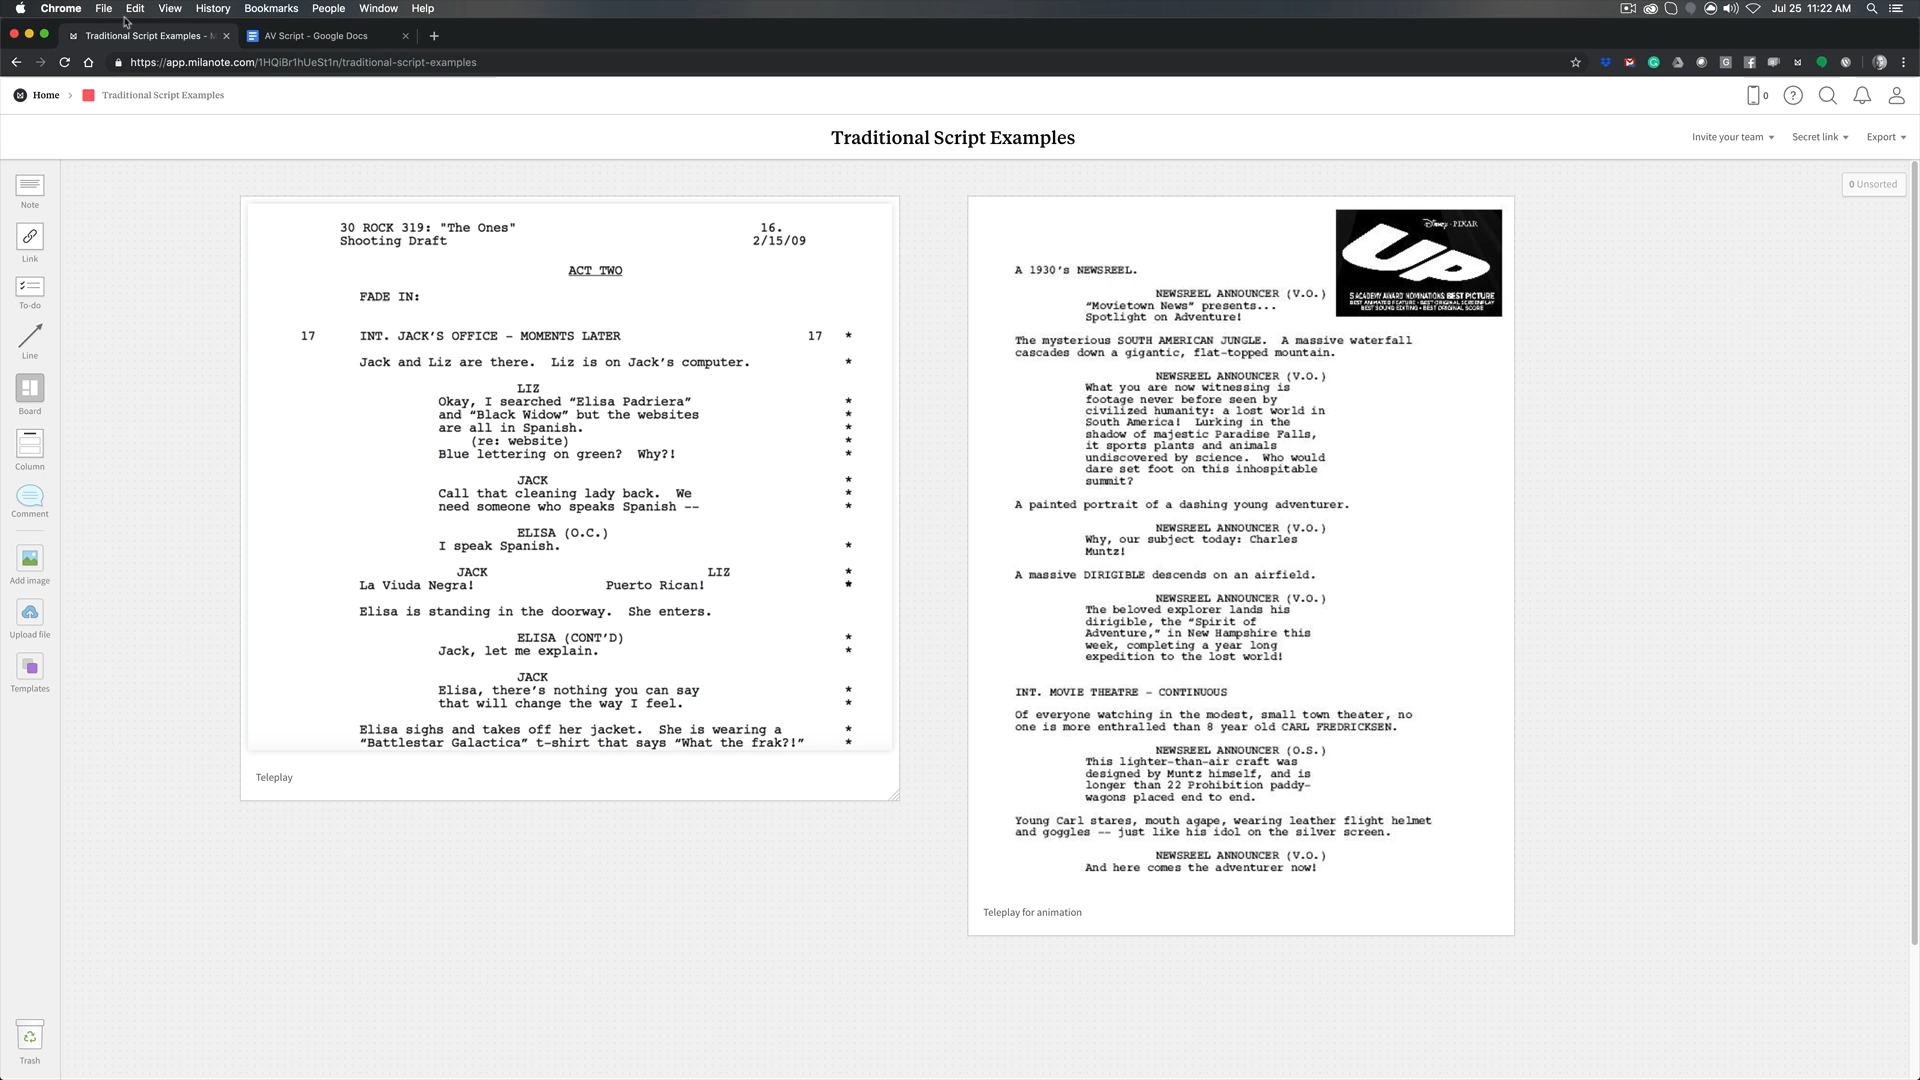 Chrome File Edit View History Bookmarks People Window Help
Jul 25 11:22 AM
Traditional Script Examples - M
AV Script - Google Docs
https://app.milanote.com/1HQiBr1hUeSt1n/traditional-script-examples
Home
Traditional Script Examples
0
Traditional Script Examples
Invite your team
Secret link
Export
0 Unsorted
Note
Link
To-do
Line
Board
Column
Comment
Add image
Upload file
Templates
Trash
30 ROCK 319: "The Ones" 16.
Shooting Draft 2/15/09
ACT TWO
FADE IN:
17 INT. JACK'S OFFICE - MOMENTS LATER 17 *
Jack and Liz are there. Liz is on Jack's computer. *
LIZ
Okay, I searched “Elisa Padriera” *
and “Black Widow” but the websites *
are all in Spanish. *
(re: website) *
Blue lettering on green? Why?! *
JACK *
Call that cleaning lady back. We *
need someone who speaks Spanish -- *
ELISA (O.C.)
I speak Spanish. *
JACK LIZ *
La Viuda Negra! Puerto Rican! *
Elisa is standing in the doorway. She enters.
ELISA (CONT'D) *
Jack, let me explain. *
JACK *
Elisa, there's nothing you can say *
that will change the way I feel. *
Elisa sighs and takes off her jacket. She is wearing a *
“Battlestar Galactica” t-shirt that says “What the frak?!” *
Teleplay
Disney · PIXAR
UP
5 ACADEMY AWARD NOMINATIONS BEST PICTURE
BEST ANIMATED FEATURE • BEST ORIGINAL SCREENPLAY
BEST SOUND EDITING • BEST ORIGINAL SCORE
A 1930's NEWSREEL.
NEWSREEL ANNOUNCER (V.O.)
“Movietown News” presents...
Spotlight on Adventure!
The mysterious SOUTH AMERICAN JUNGLE. A massive waterfall
cascades down a gigantic, flat-topped mountain.
NEWSREEL ANNOUNCER (V.O.)
What you are now witnessing is
footage never before seen by
civilized humanity: a lost world in
South America! Lurking in the
shadow of majestic Paradise Falls,
it sports plants and animals
undiscovered by science. Who would
dare set foot on this inhospitable
summit?
A painted portrait of a dashing young adventurer.
NEWSREEL ANNOUNCER (V.O.)
Why, our subject today: Charles
Muntz!
A massive DIRIGIBLE descends on an airfield.
NEWSREEL ANNOUNCER (V.O.)
The beloved explorer lands his
dirigible, the “Spirit of
Adventure,” in New Hampshire this
week, completing a year long
expedition to the lost world!
INT. MOVIE THEATRE - CONTINUOUS
Of everyone watching in the modest, small town theater, no
one is more enthralled than 8 year old CARL FREDRICKSEN.
NEWSREEL ANNOUNCER (O.S.)
This lighter-than-air craft was
designed by Muntz himself, and is
longer than 22 Prohibition paddy-
wagons placed end to end.
Young Carl stares, mouth agape, wearing leather flight helmet
and goggles -- just like his idol on the silver screen.
NEWSREEL ANNOUNCER (V.O.)
And here comes the adventurer now!
Teleplay for animation